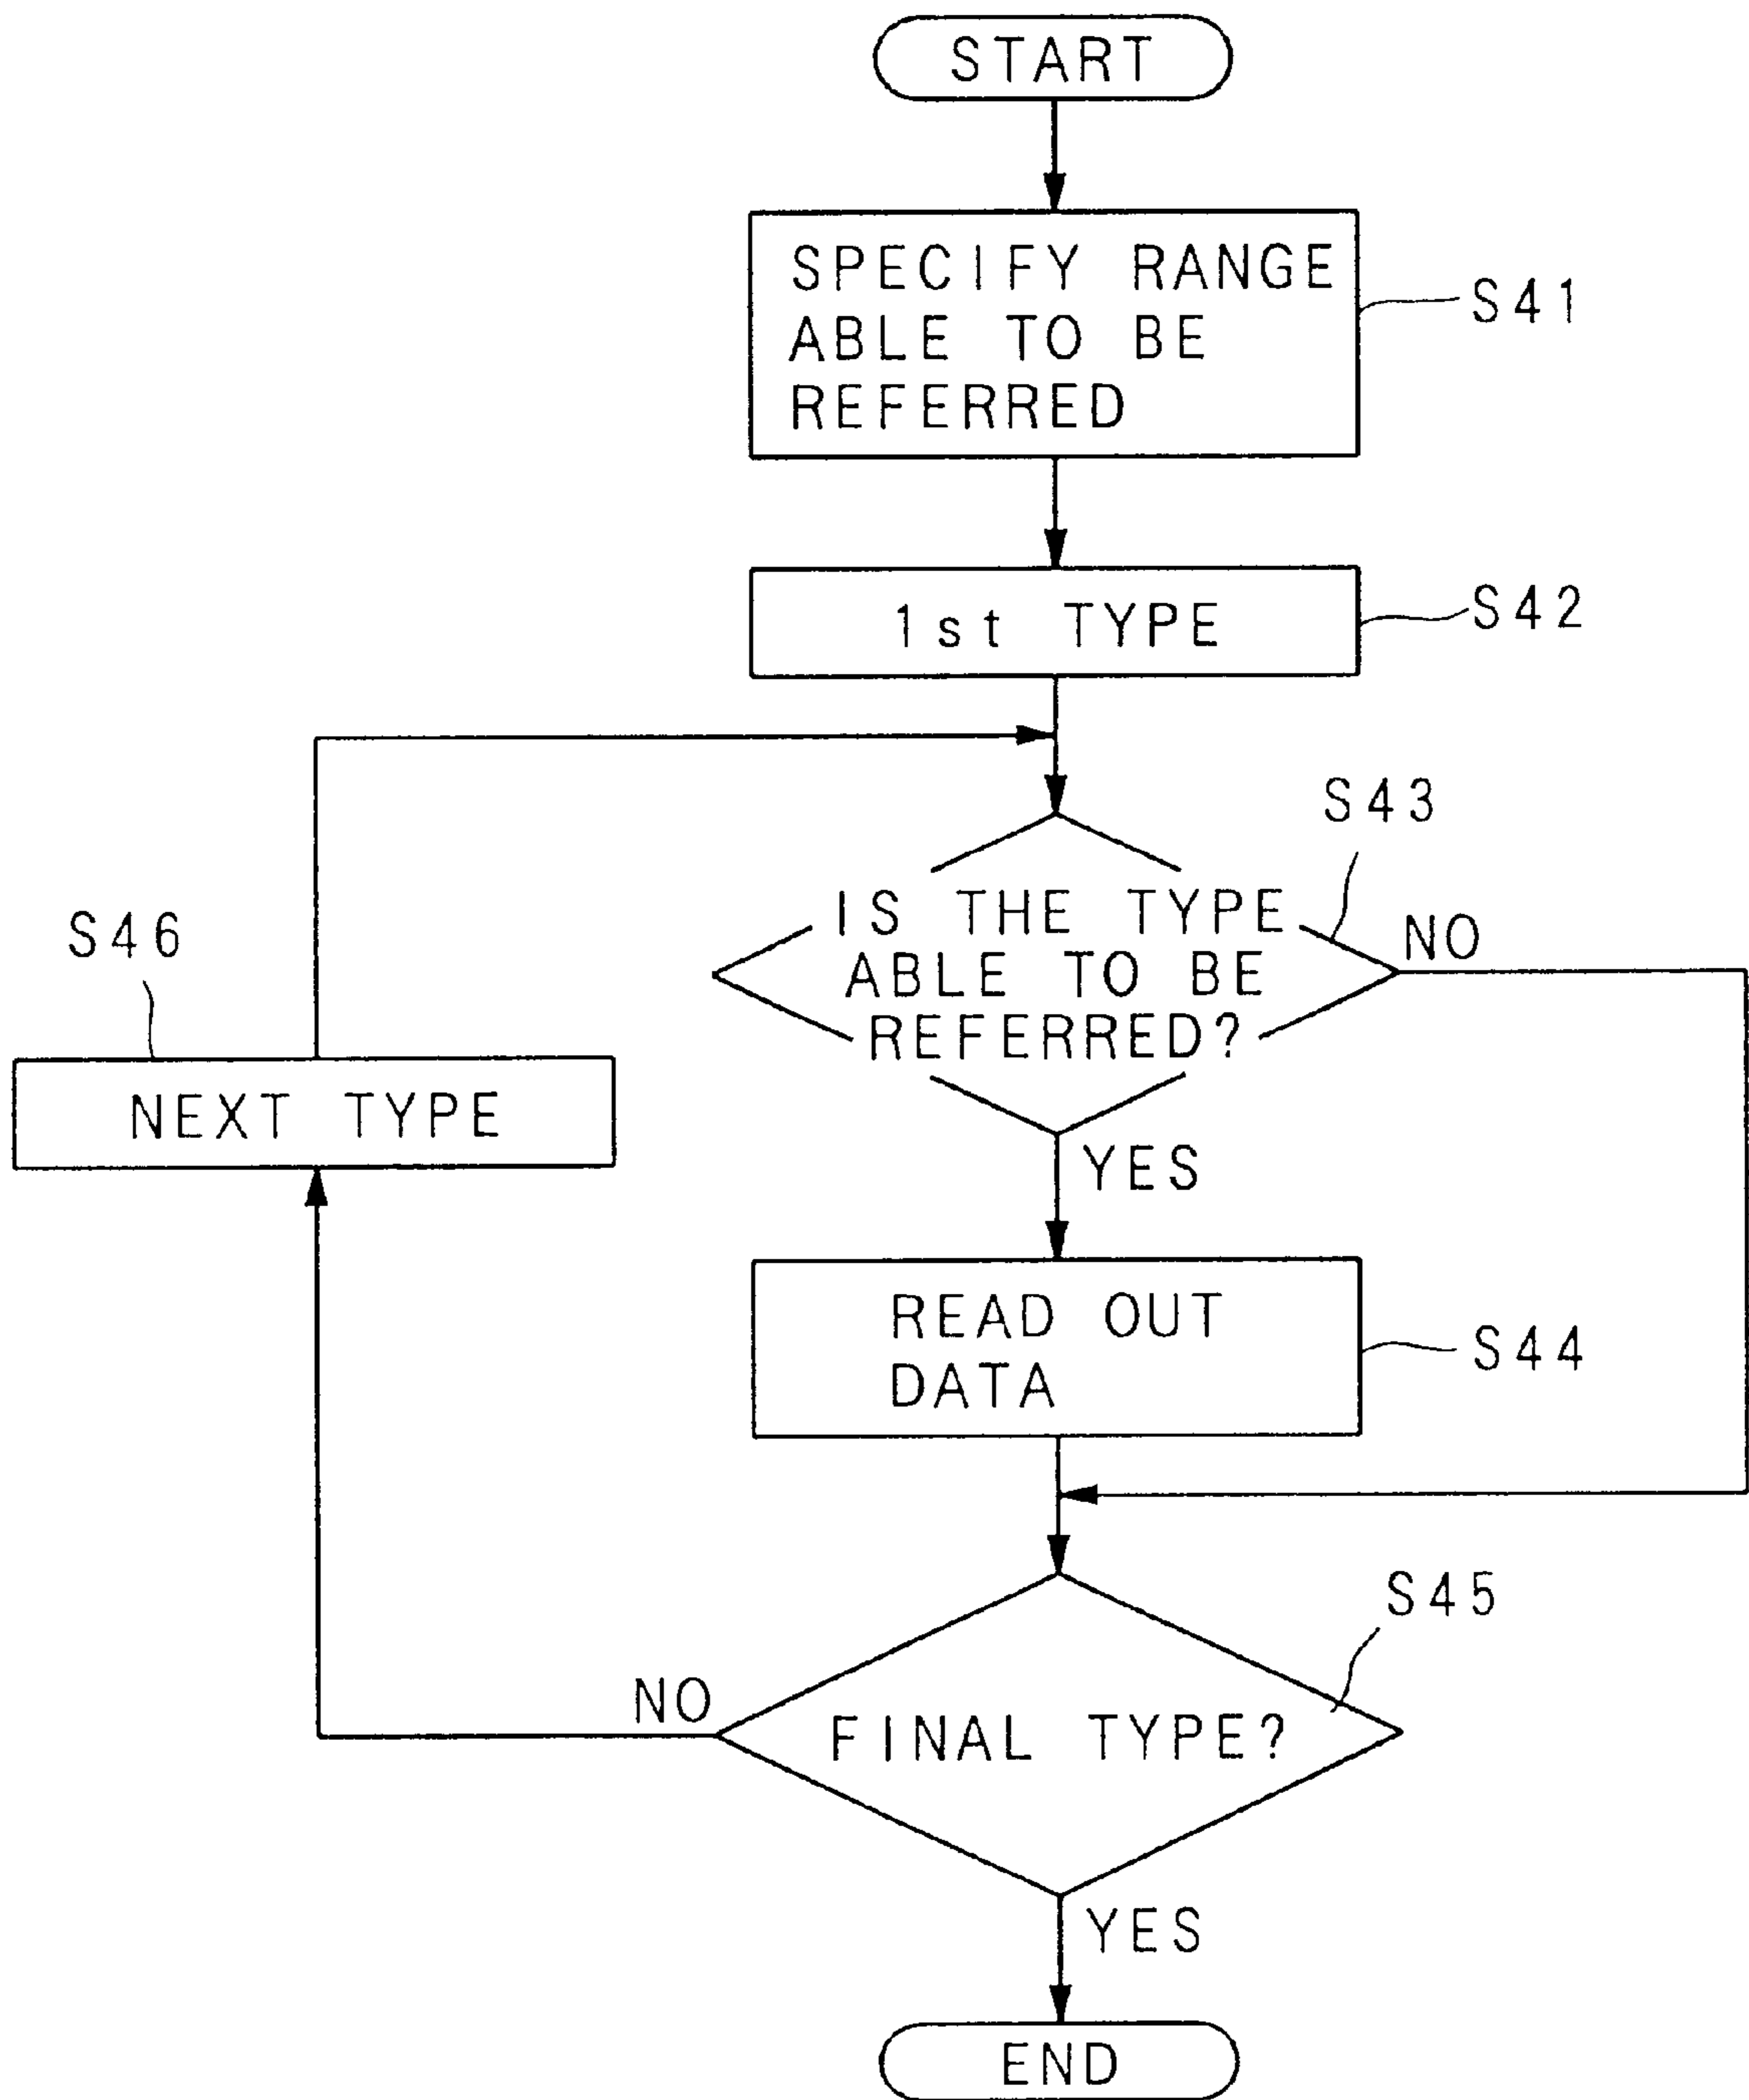 START
SPECIFY RANGE
ABLE TO BE
REFERRED
S41
1st TYPE
S42
S43
IS THE TYPE
ABLE TO BE
REFERRED?
NO
S46
NEXT TYPE
YES
READ OUT
DATA
S44
S45
NO
FINAL TYPE?
YES
END